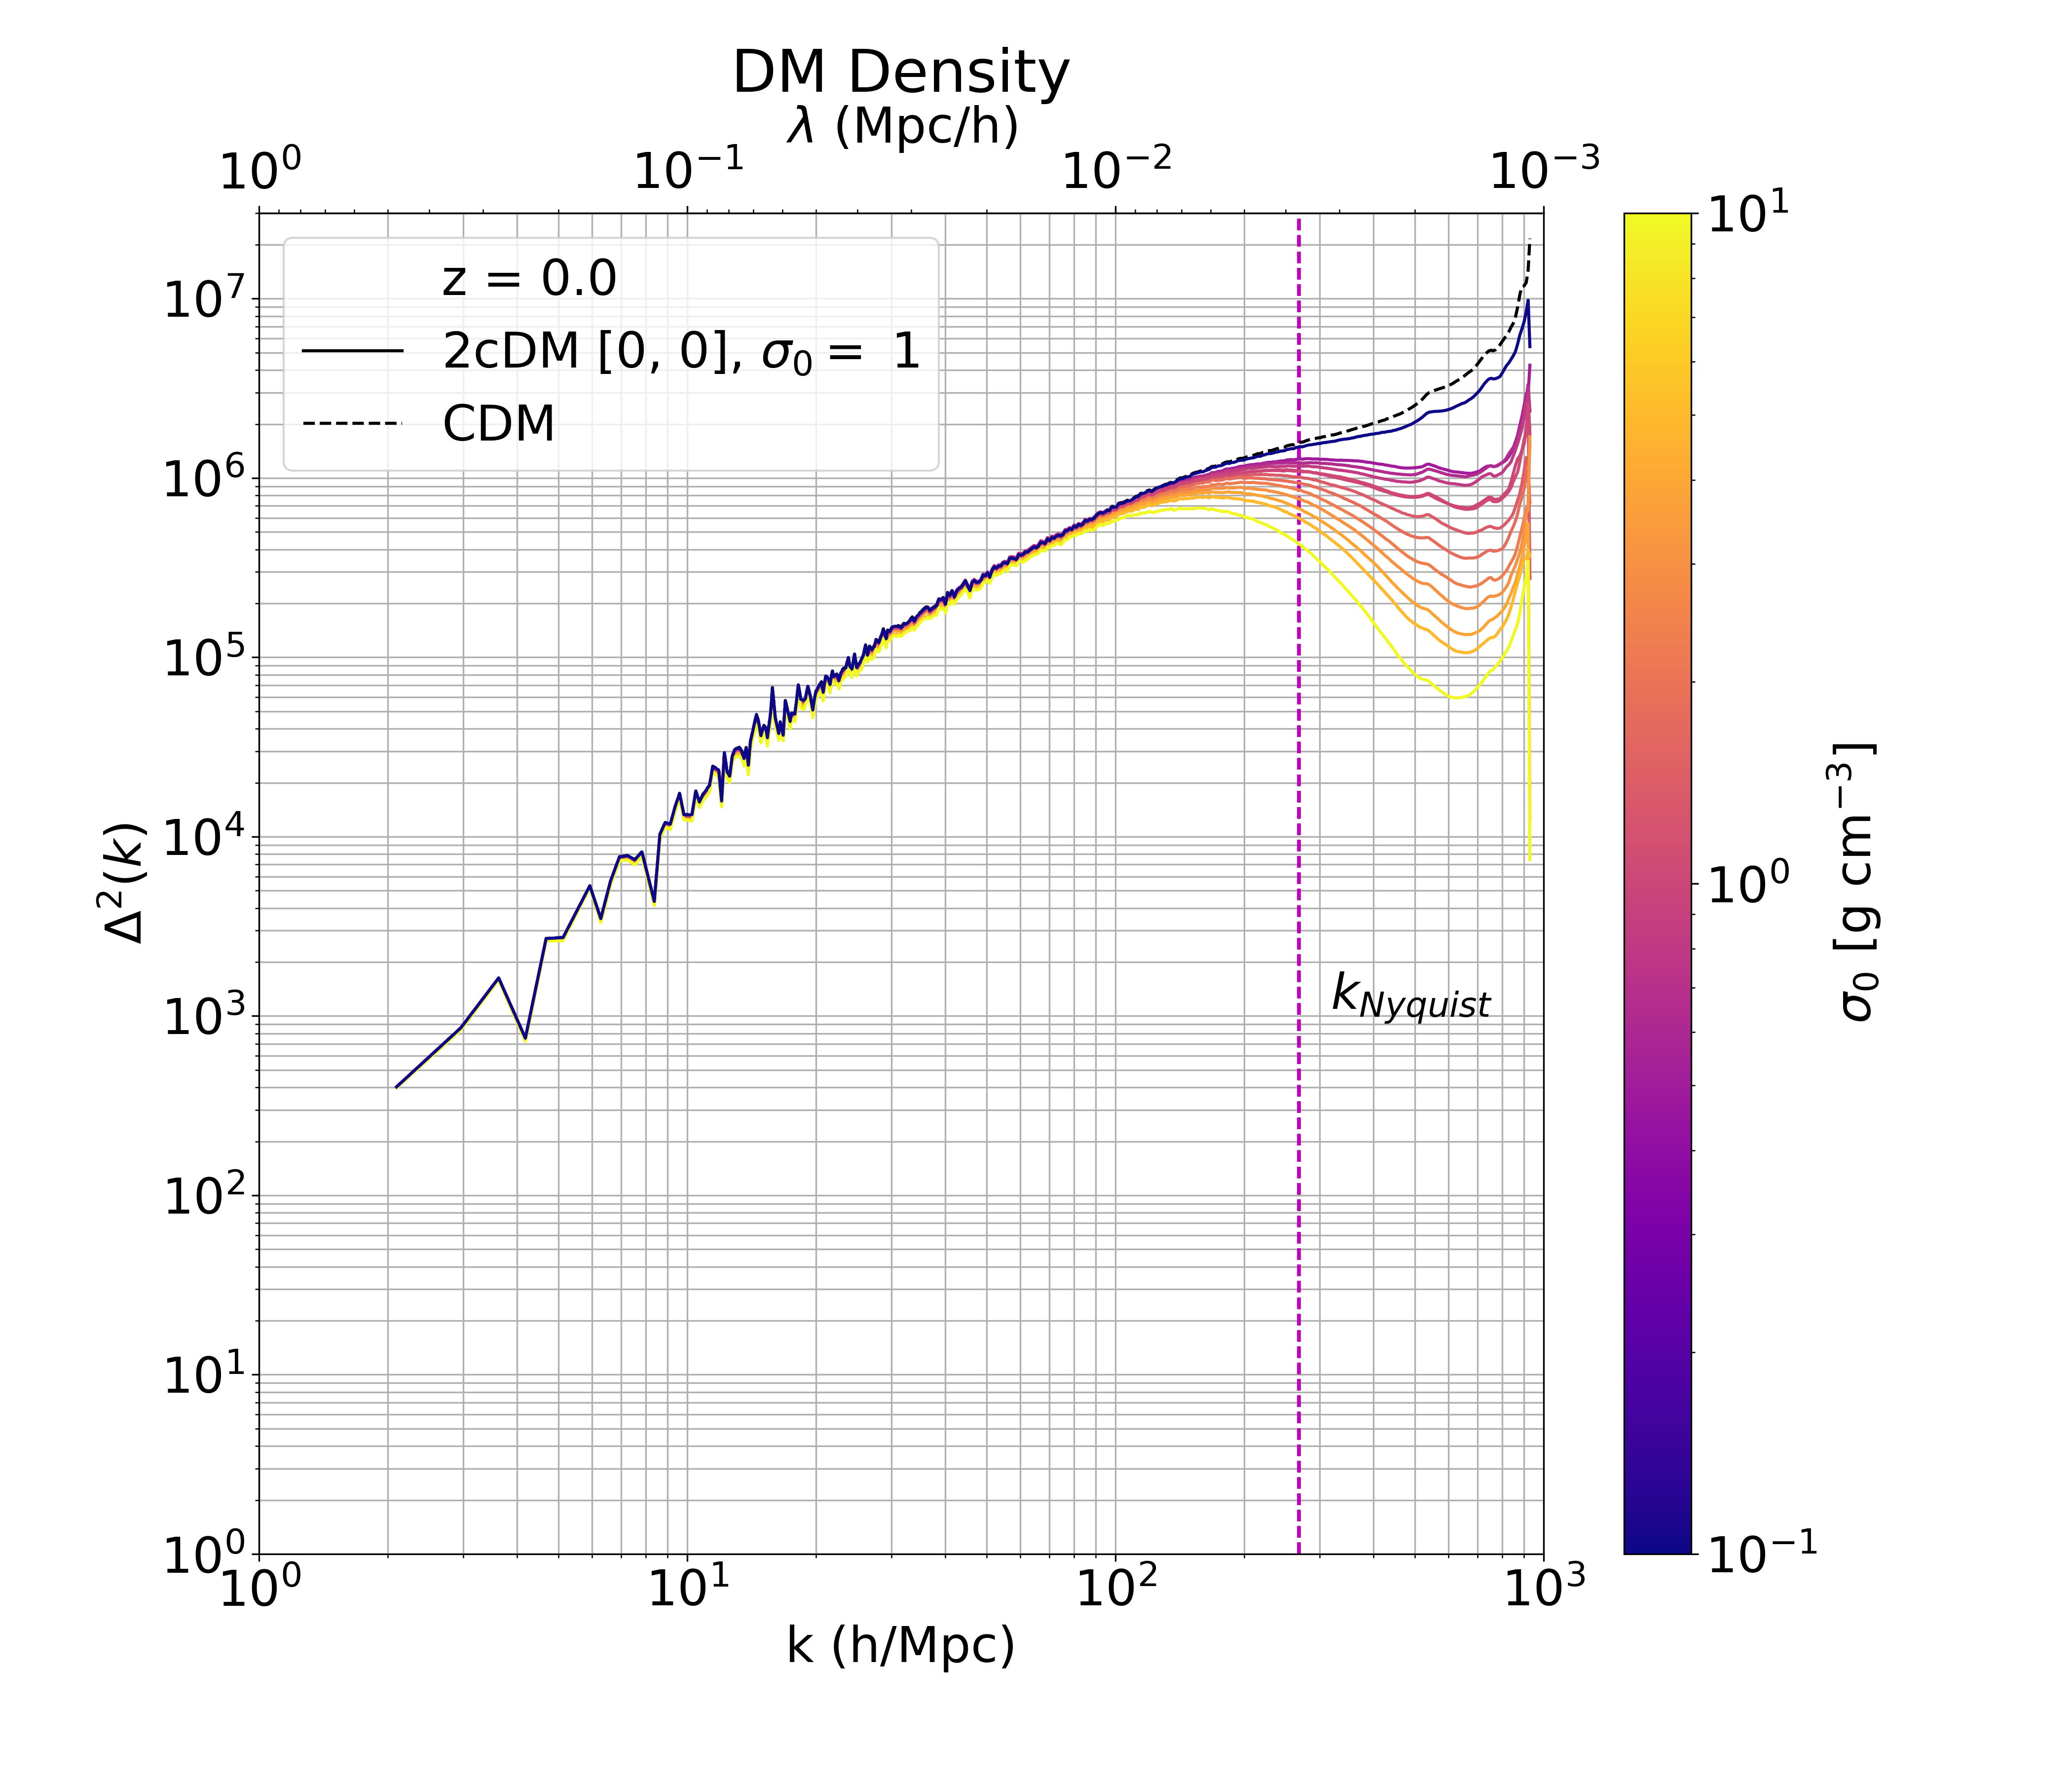 DM Density
λ (Mpc/h)
10⁰ 10⁻¹ 10⁻² 10⁻³
z = 0.0
2cDM [0, 0], σ₀ = 1
CDM
10⁷
10⁶
10⁵
10⁴
10³
10²
10¹
10⁰
Δ²(k)
k_Nyquist
10⁰ 10¹ 10² 10³
k (h/Mpc)
10¹
10⁰
10⁻¹
σ₀ [g cm⁻³]